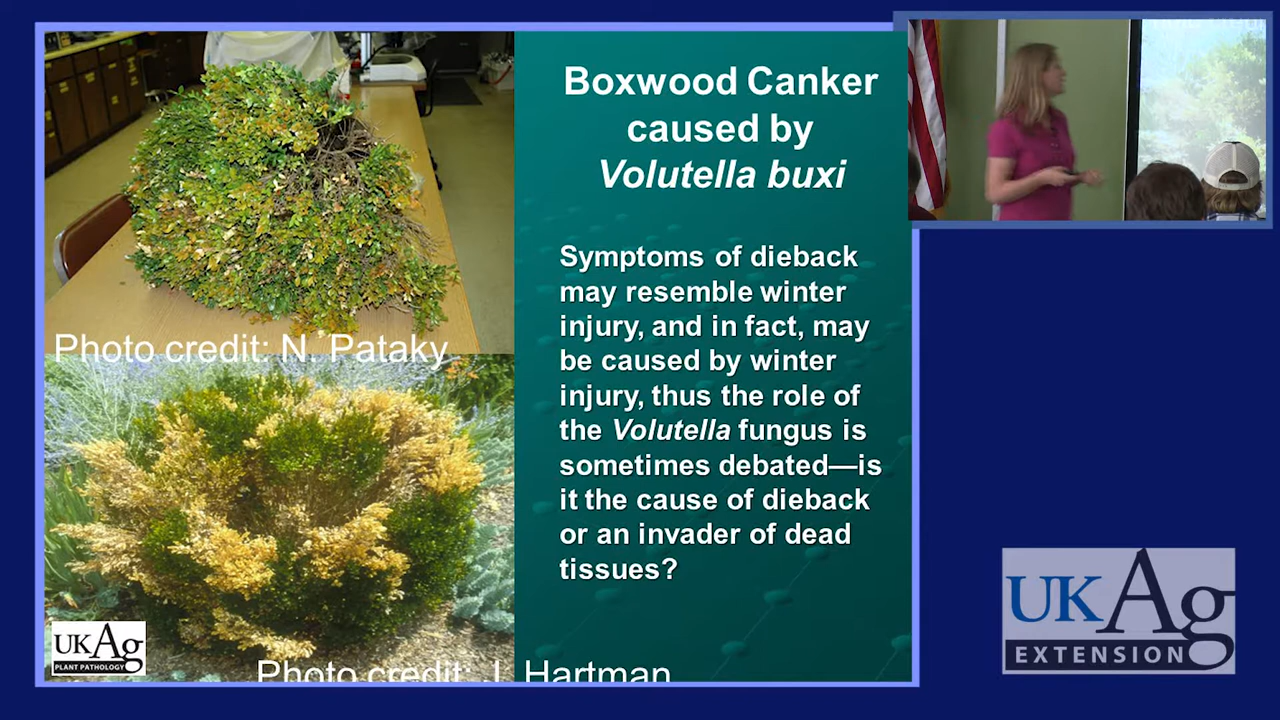 Boxwood Canker
caused by
Volutella buxi
Symptoms of dieback
may resemble winter
injury, and in fact, may
be caused by winter
injury, thus the role of
the Volutella fungus is
sometimes debated—is
it the cause of dieback
or an invader of dead
tissues?
Photo credit: N. Pataky
Photo credit: J. Hartman
UKAg
PLANT PATHOLOGY
UKAg
EXTENSION